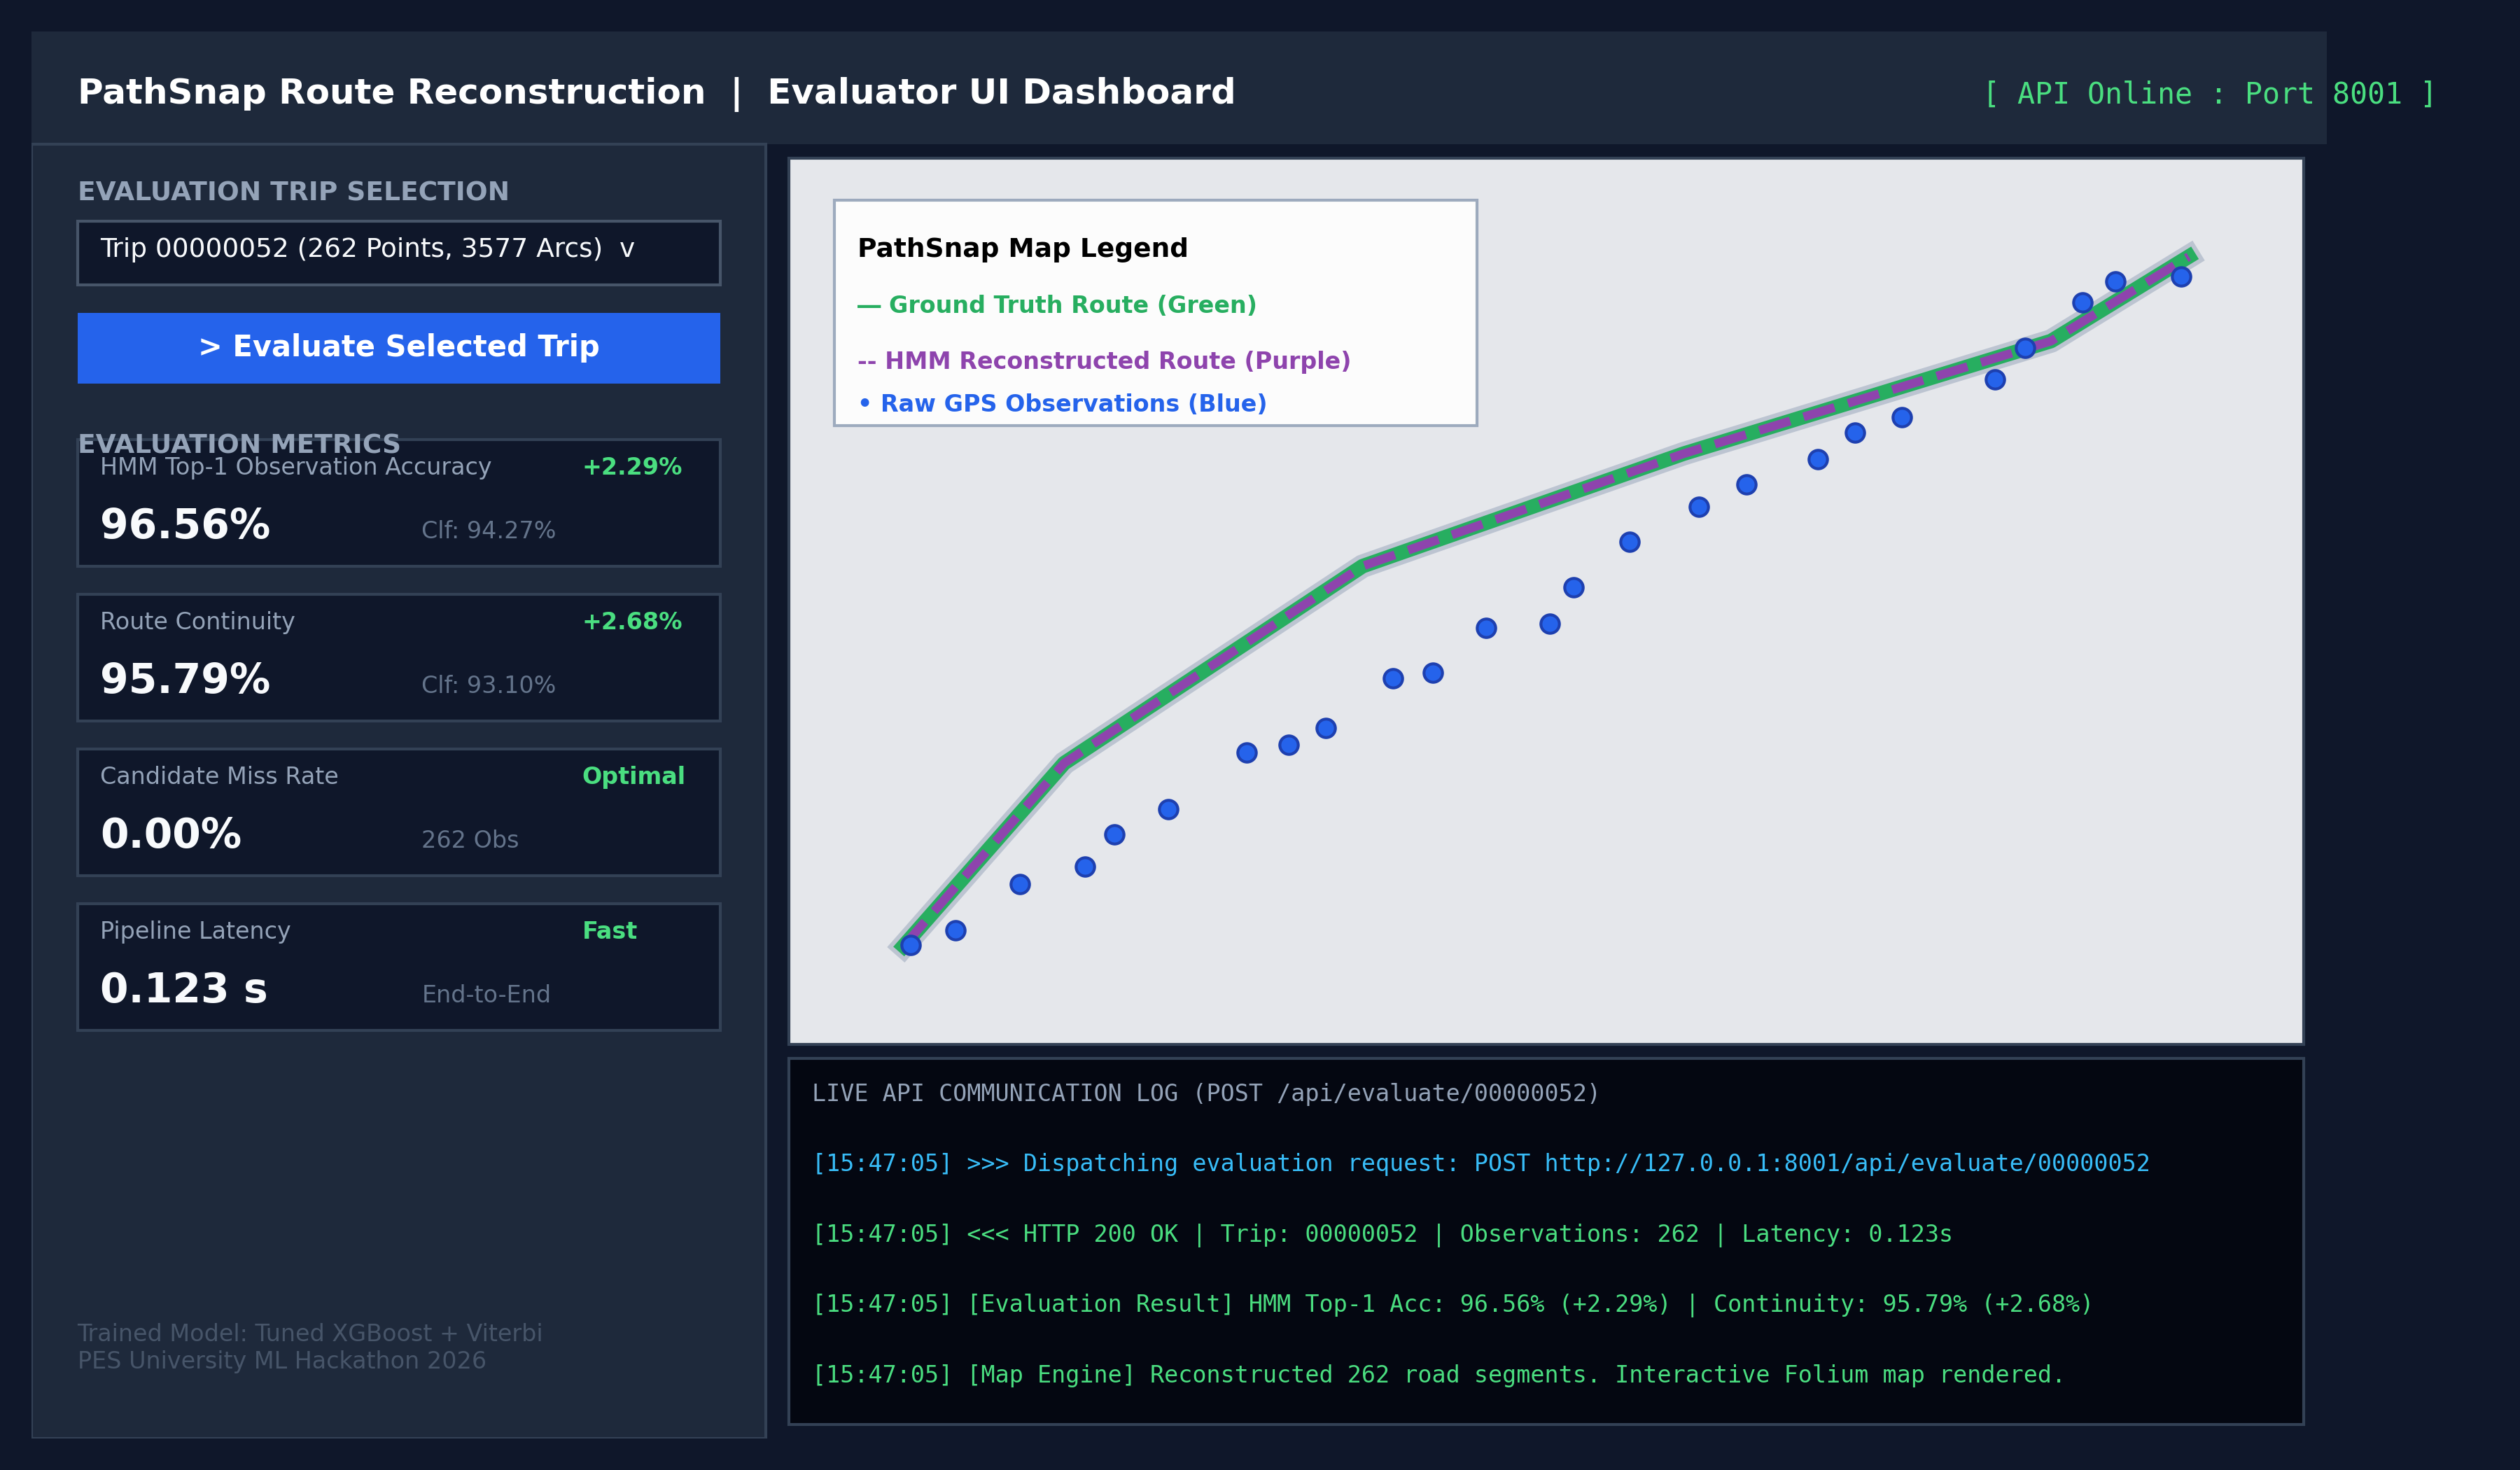 PathSnap Route Reconstruction | Evaluator UI Dashboard
[ API Online : Port 8001 ]
EVALUATION TRIP SELECTION
Trip 00000052 (262 Points, 3577 Arcs) v
> Evaluate Selected Trip
EVALUATION METRICS
HMM Top-1 Observation Accuracy +2.29%
96.56% Clf: 94.27%
Route Continuity +2.68%
95.79% Clf: 93.10%
Candidate Miss Rate Optimal
0.00% 262 Obs
Pipeline Latency Fast
0.123 s End-to-End
Trained Model: Tuned XGBoost + Viterbi
PES University ML Hackathon 2026
PathSnap Map Legend
— Ground Truth Route (Green)
-- HMM Reconstructed Route (Purple)
• Raw GPS Observations (Blue)
LIVE API COMMUNICATION LOG (POST /api/evaluate/00000052)
[15:47:05] >>> Dispatching evaluation request: POST http://127.0.0.1:8001/api/evaluate/00000052
[15:47:05] <<< HTTP 200 OK | Trip: 00000052 | Observations: 262 | Latency: 0.123s
[15:47:05] [Evaluation Result] HMM Top-1 Acc: 96.56% (+2.29%) | Continuity: 95.79% (+2.68%)
[15:47:05] [Map Engine] Reconstructed 262 road segments. Interactive Folium map rendered.